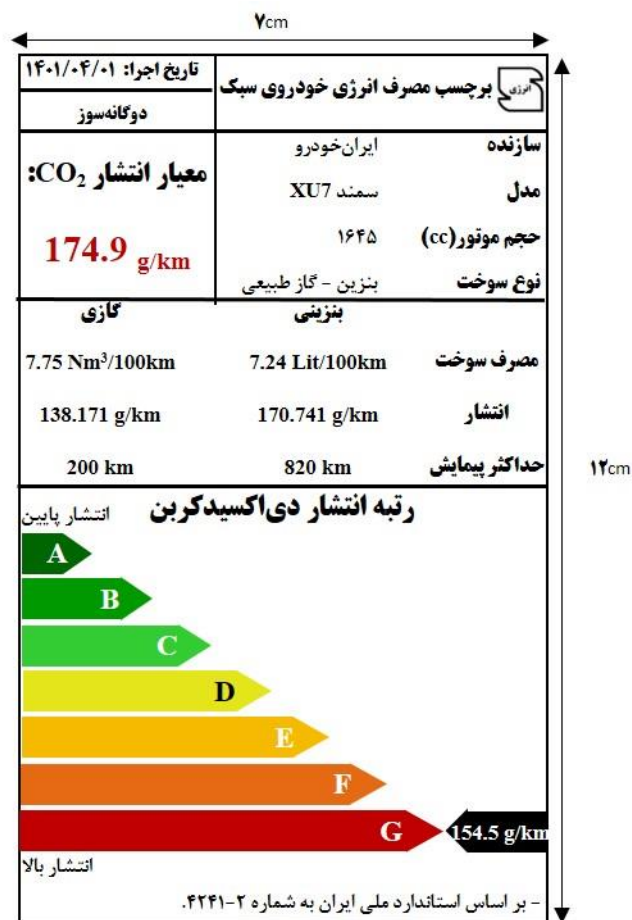 ۷cm
انرژی
برچسب مصرف انرژی خودروی سبک
تاریخ اجرا: ۱۴۰۱/۰۴/۰۱
دوگانه‌سوز
سازنده ایران‌خودرو
مدل سمند XU7
حجم موتور(cc) ۱۶۴۵
نوع سوخت بنزین - گاز طبیعی
معیار انتشار CO₂:
174.9 g/km
بنزینی گازی
مصرف سوخت 7.24 Lit/100km 7.75 Nm³/100km
انتشار 170.741 g/km 138.171 g/km
حداکثر پیمایش 820 km 200 km
۱۲cm
رتبه انتشار دی‌اکسیدکربن
انتشار پایین
A
B
C
D
E
F
G 154.5 g/km
انتشار بالا
- بر اساس استاندارد ملی ایران به شماره ۲-۴۲۴۱.